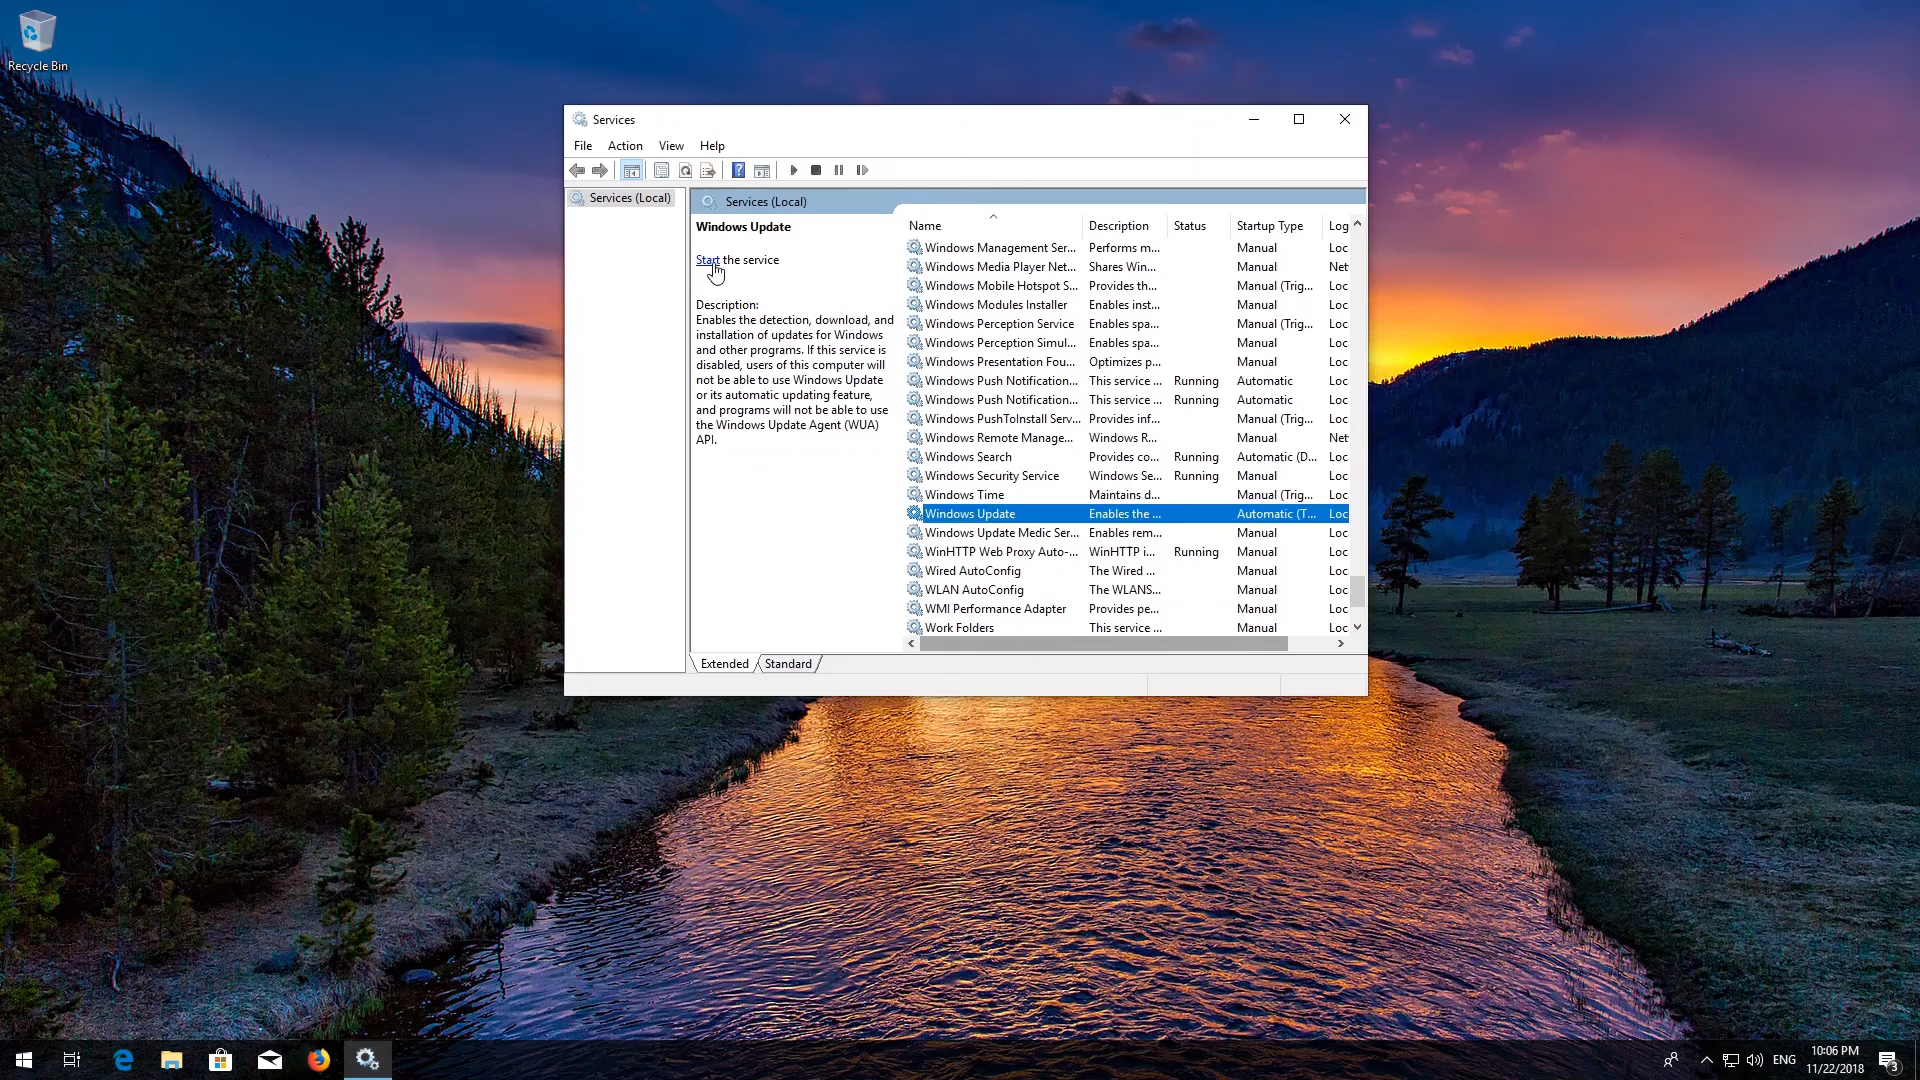 Recycle Bin
Services
File Action View Help
Services (Local)
Services (Local)
Windows Update
Start the service
Description:
Enables the detection, download, and
installation of updates for Windows
and other programs. If this service is
disabled, users of this computer will
not be able to use Windows Update
or its automatic updating feature,
and programs will not be able to use
the Windows Update Agent (WUA)
API.
Name Description Status Startup Type Log
Windows Management Ser... Performs m... Manual Loc
Windows Media Player Net... Shares Win... Manual Net
Windows Mobile Hotspot S... Provides th... Manual (Trig... Loc
Windows Modules Installer Enables inst... Manual Loc
Windows Perception Service Enables spa... Manual (Trig... Loc
Windows Perception Simul... Enables spa... Manual Loc
Windows Presentation Fou... Optimizes p... Manual Loc
Windows Push Notification... This service ... Running Automatic Loc
Windows Push Notification... This service ... Running Automatic Loc
Windows PushToInstall Serv... Provides inf... Manual (Trig... Loc
Windows Remote Manage... Windows R... Manual Net
Windows Search Provides co... Running Automatic (D... Loc
Windows Security Service Windows Se... Running Manual Loc
Windows Time Maintains d... Manual (Trig... Loc
Windows Update Enables the ... Automatic (T... Loc
Windows Update Medic Ser... Enables rem... Manual Loc
WinHTTP Web Proxy Auto-... WinHTTP i... Running Manual Loc
Wired AutoConfig The Wired ... Manual Loc
WLAN AutoConfig The WLANS... Manual Loc
WMI Performance Adapter Provides pe... Manual Loc
Work Folders This service ... Manual Loc
Extended Standard
ENG
10:06 PM
11/22/2018
3